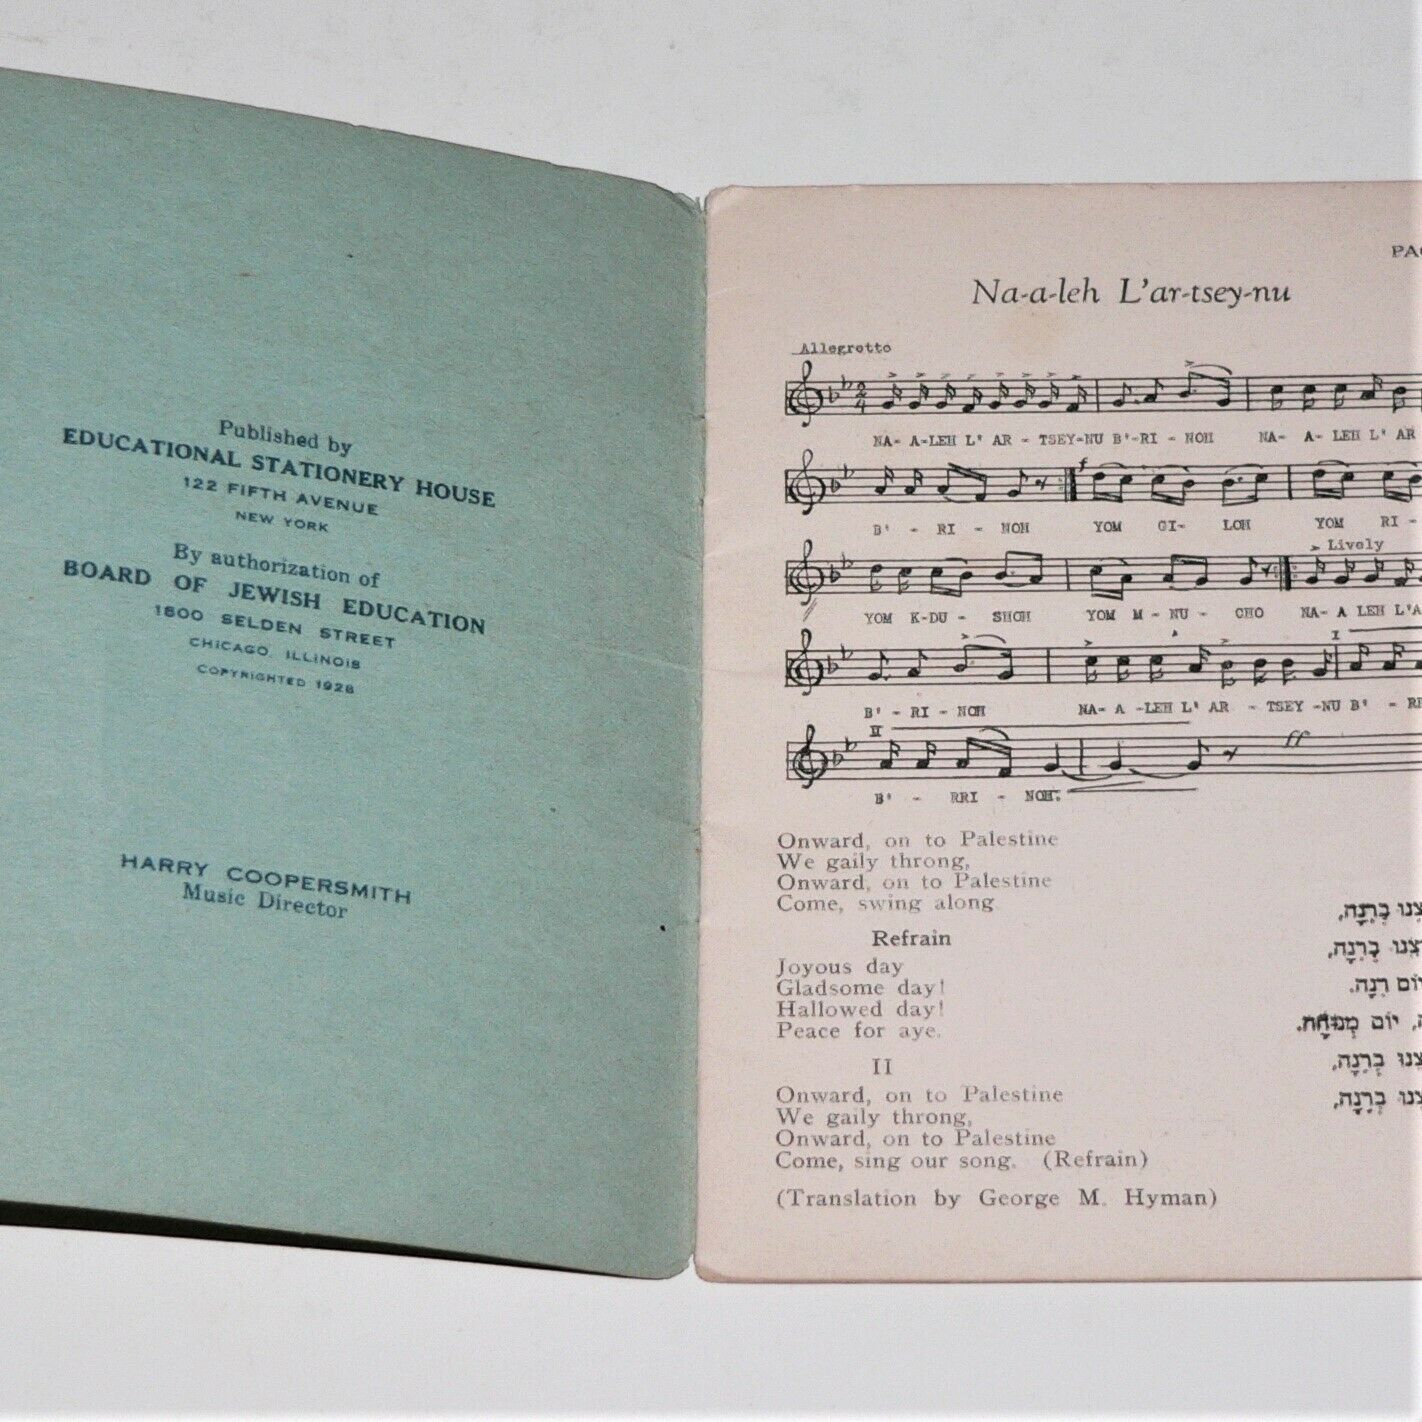 Published by
EDUCATIONAL STATIONERY HOUSE
122 FIFTH AVENUE
NEW YORK
By authorization of
BOARD OF JEWISH EDUCATION
1800 SELDEN STREET
CHICAGO, ILLINOIS
COPYRIGHTED 1928
HARRY COOPERSMITH
Music Director
Na-a-leh L'ar-tsey-nu
Allegretto
NA- A-LEH L' AR - TSEY-NU B'-RI - NOH NA- A- LEH L' AR
B' - RI - NOH YOM GI- LOH YOM RI -
Lively
YOM K-DU - SHOH YOM M - NU - CHO NA- A LEH L'A
I
B' - RI - NOH NA- A -LEH L' AR - TSEY -NU B' -
II
ff
B' - RRI - NOH.
Onward, on to Palestine
We gaily throng,
Onward, on to Palestine
Come, swing along
Refrain
Joyous day
Gladsome day!
Hallowed day!
Peace for aye.
II
Onward, on to Palestine
We gaily throng,
Onward, on to Palestine
Come, sing our song. (Refrain)
(Translation by George M. Hyman)
בְּרִנָּה,
בְּרִנָּה,
יוֹם רִנָּה.
יוֹם
בְּרִנָּה,
בְּרִנָּה,